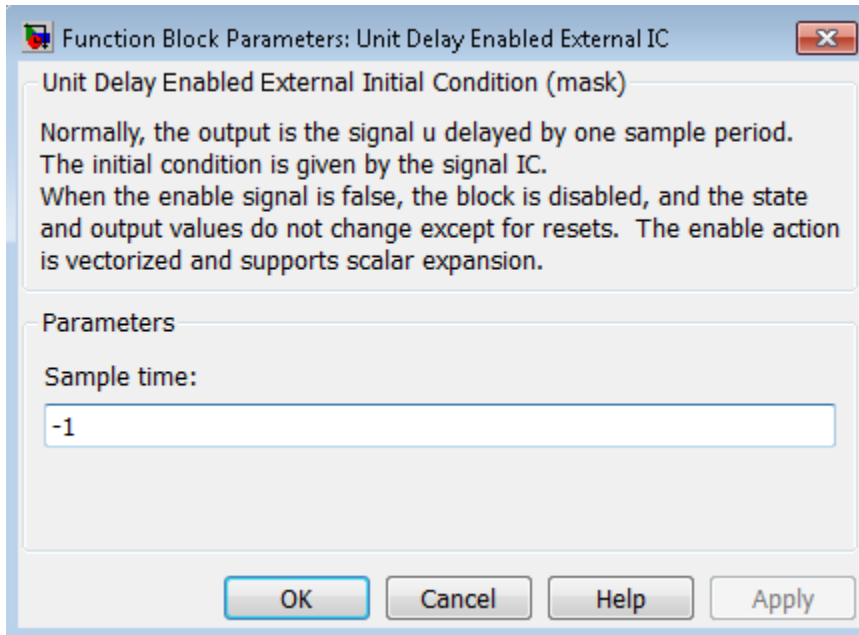 Function Block Parameters: Unit Delay Enabled External IC
Unit Delay Enabled External Initial Condition (mask)
Normally, the output is the signal u delayed by one sample period.
The initial condition is given by the signal IC.
When the enable signal is false, the block is disabled, and the state
and output values do not change except for resets.  The enable action
is vectorized and supports scalar expansion.
Parameters
Sample time:
-1
OK Cancel Help Apply